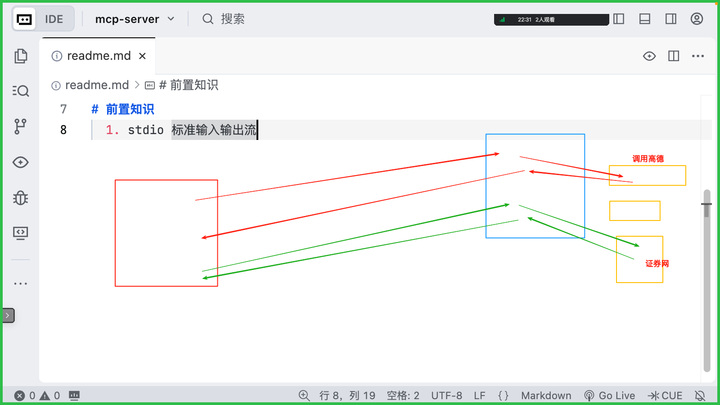 IDE
mcp-server
搜索
22:31 2人观看
readme.md
readme.md > # 前置知识
7 # 前置知识
8 1. stdio 标准输入输出流
调用高德
证券网
0 0
行 8，列 19
空格: 2
UTF-8
LF
{}
Markdown
Go Live
CUE